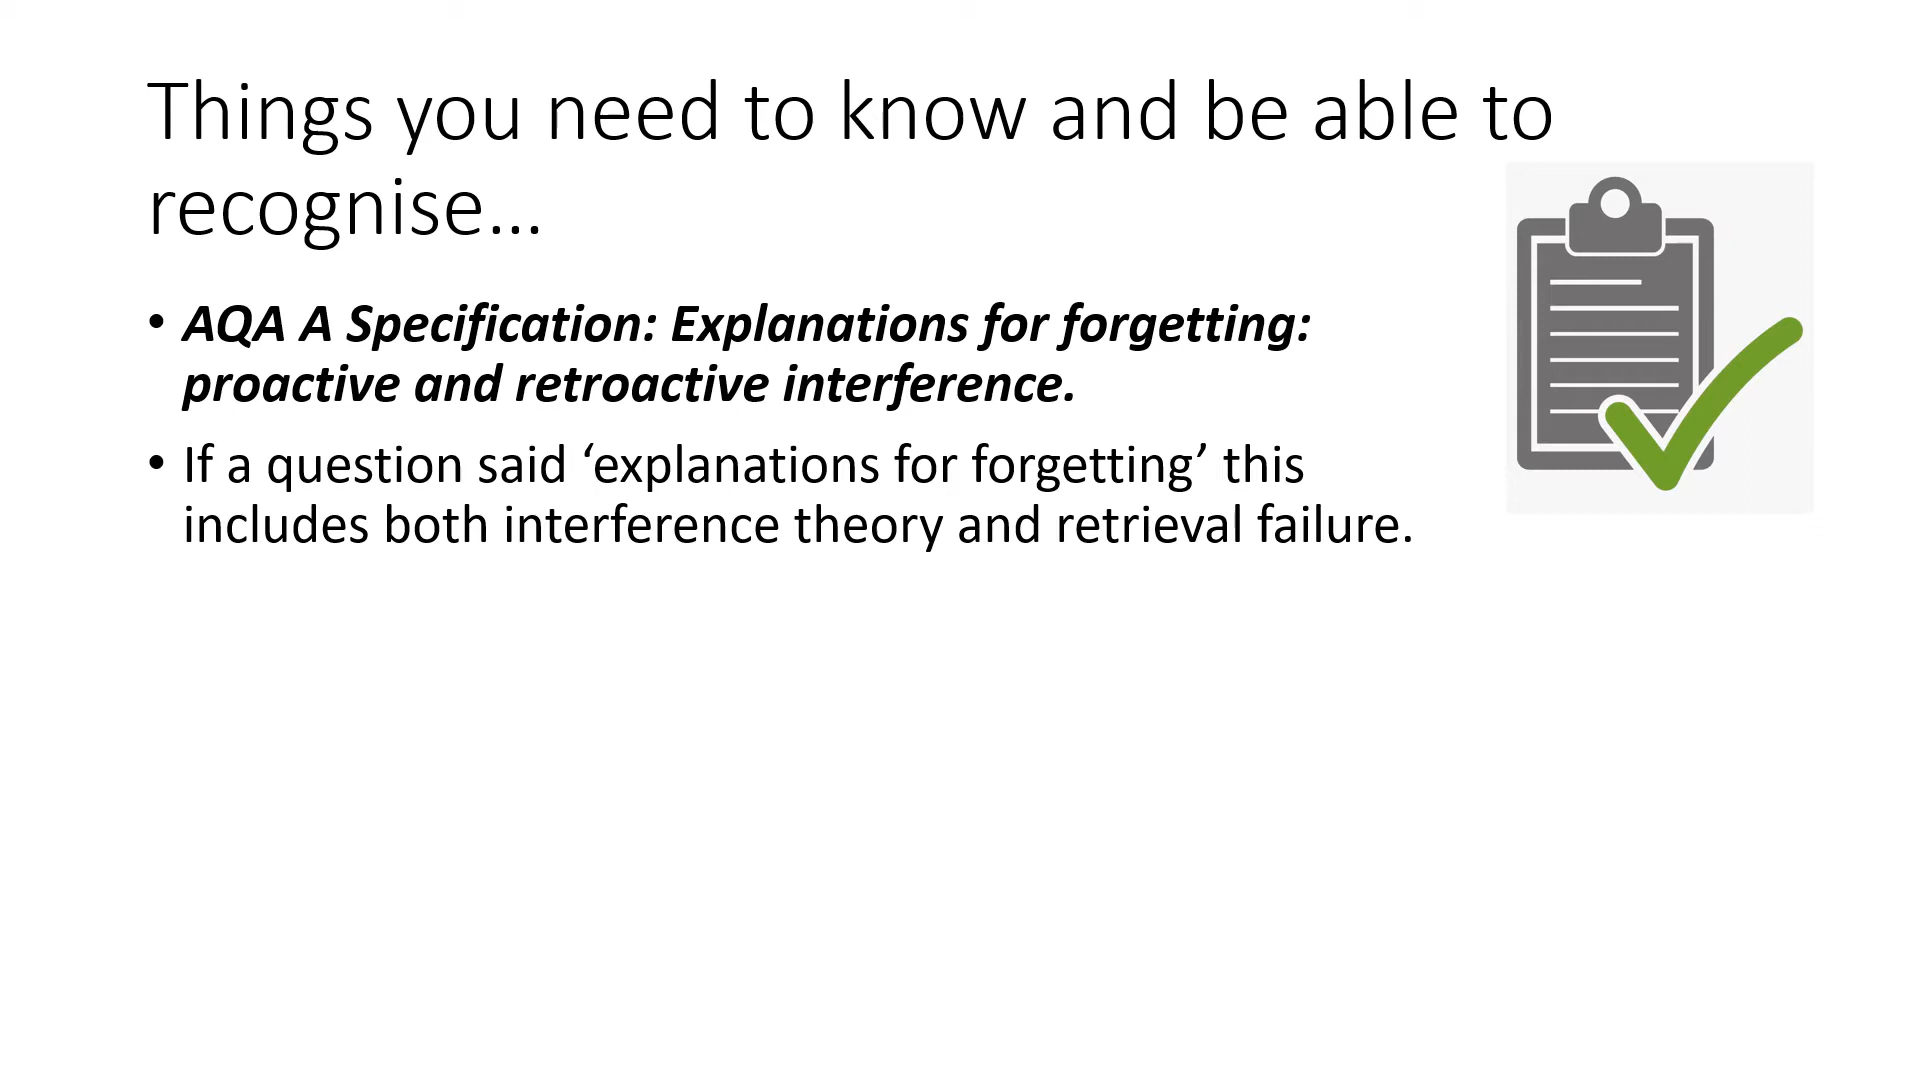 Things you need to know and be able to
recognise…
• AQA A Specification: Explanations for forgetting:
proactive and retroactive interference.
• If a question said ‘explanations for forgetting’ this
includes both interference theory and retrieval failure.